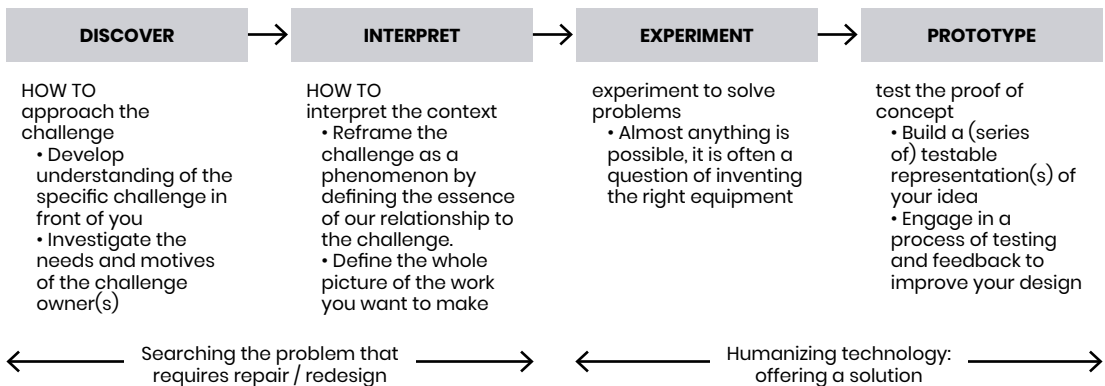 DISCOVER
INTERPRET
EXPERIMENT
PROTOTYPE
HOW TO
approach the
challenge
• Develop
understanding of the
specific challenge in
front of you
• Investigate the
needs and motives
of the challenge
owner(s)
HOW TO
interpret the context
• Reframe the
challenge as a
phenomenon by
defining the essence
of our relationship to
the challenge.
• Define the whole
picture of the work
you want to make
experiment to solve
problems
• Almost anything is
possible, it is often a
question of inventing
the right equipment
test the proof of
concept
• Build a (series
of) testable
representation(s) of
your idea
• Engage in a
process of testing
and feedback to
improve your design
Searching the problem that
requires repair / redesign
Humanizing technology:
offering a solution